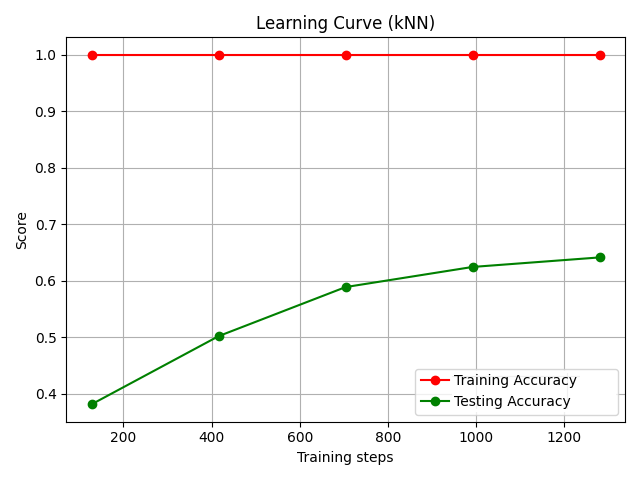 Learning Curve (kNN)
1.0
0.9
0.8
0.7
0.6
0.5
0.4
Score
200
400
600
800
1000
1200
Training steps
Training Accuracy
Testing Accuracy